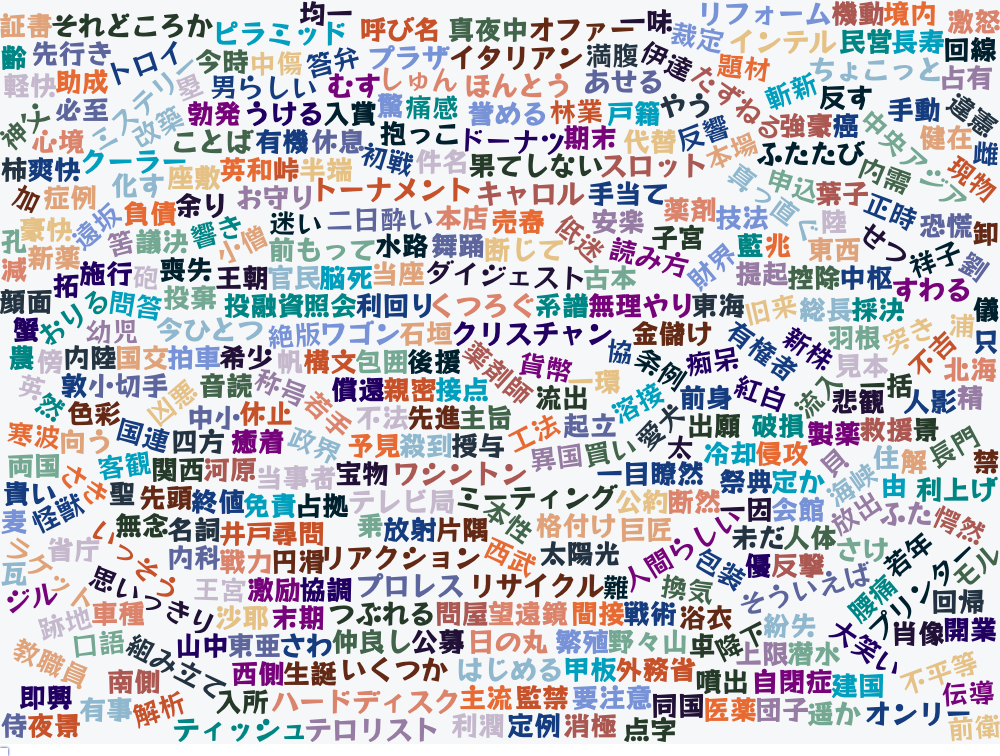 証書 それどころか ピラミッド 均一 呼び名 真夜中 オファー 一味 リフォーム 機動 境内 激怒
齢 先行き トロイ 今時 中傷 答弁 プラザ イタリアン 満腹 伊達 裁定 インテル 民営 長寿 回線
軽快 助成 ミステリー 塁 男らしい むす しゅん ほんとう あせる たずねる 題材 ちょこっと 占有
神父 必至 改築 勃発 うける 入賞 驚 痛感 誉める 林業 戸籍 やう 斬新 反す 手動 違憲
心境 ことば 有機 休息 抱っこ ドーナツ 期末 代替 反響 強豪 癌 中央アジア 健在 雌
柿 爽快 クーラー 英和 峠 半端 初戦 件名 果てしない スロット 本場 ふたたび 内需 現物
加 症例 化す 座敷 お守り トーナメント キャロル 手当て 真っ直ぐ 申込 葉子 正時
孔 豪快 遠坂 負債 余り 迷い 二日酔い 本店 売春 安楽 薬剤 技法 陸 恐慌 卸
減 新薬 筈 議決 響き 小僧 前もって 水路 舞踊 断じて 低迷 読み方 子宮 藍 兆 東西 せつ 祥子 劉
拓 施行 砲 喪失 王朝 官民 脳死 当座 ダイジェスト 古本 財界 提起 控除 中枢 すわる
顔面 おりる 問答 投棄 投融資 照会 利回り くつろぐ 系譜 無理やり 東海 旧来 総長 採決 儀
蟹 幼児 今ひとつ 絶版 ワゴン 石垣 クリスチャン 金儲け 有権者 新株 羽根 突き 浦 只
農 傍 内陸 国交 拍車 希少 帆 構文 包囲 後援 薬剤師 貨幣 協 条例 痴呆 見本 不吉 北海
英 敦 小切手 凶悪 音読 称号 償還 親密 接点 流出 環 溶接 前身 紅白 流入 一括 人影 精
然 色彩 中小 休止 若手 不法 先進 主旨 工法 起立 愛犬 出願 破損 悲観 製薬 救援 景
寒波 向う 国連 四方 癒着 政界 予見 殺到 授与 異国 買い 太 冷却 侵攻 貝 住 解 長門
両国 ささき 客観 関西 河原 当事者 宝物 ワシントン 一目瞭然 祭典 定か 海峡 由 利上げ 禁
貴い 怪獣 聖 先頭 終値 免責 占拠 テレビ局 ミーティング 公約 断然 一因 会館 放出 ふた 愕然
麦 いっそう 無念 名詞 井戸 尋問 乗 放射 片隅 本性 格付け 巨匠 人間らしい 未だ 人体 さけ 若年
ライブ 瓦 省庁 内科 戦力 円滑 リアクション 西武 太陽光 包装 優 反撃 プリンター モル
ジル 思いっきり 王宮 激励 協調 プロレス リサイクル 難 換気 そういえば 腰痛 回帰
跡地 車種 沙耶 末期 つぶれる 問屋 望遠鏡 間接 戦術 浴衣 紛失 大笑い 肖像 開業
教職員 口語 組み立て 山中 東亜 さわ 仲良し 公募 日の丸 繁殖 野々山 卓 降下 上限 潜水 不平等
南側 西側 生誕 いくつか はじめる 甲板 外務省 噴出 自閉症 建国 伝導
即興 有事 解析 入所 ハードディスク 主流 監禁 要注意 同国 医薬 団子 遥か オンリー 前衛
侍 夜景 ティッシュ テロリスト 利潤 定例 消極 点字